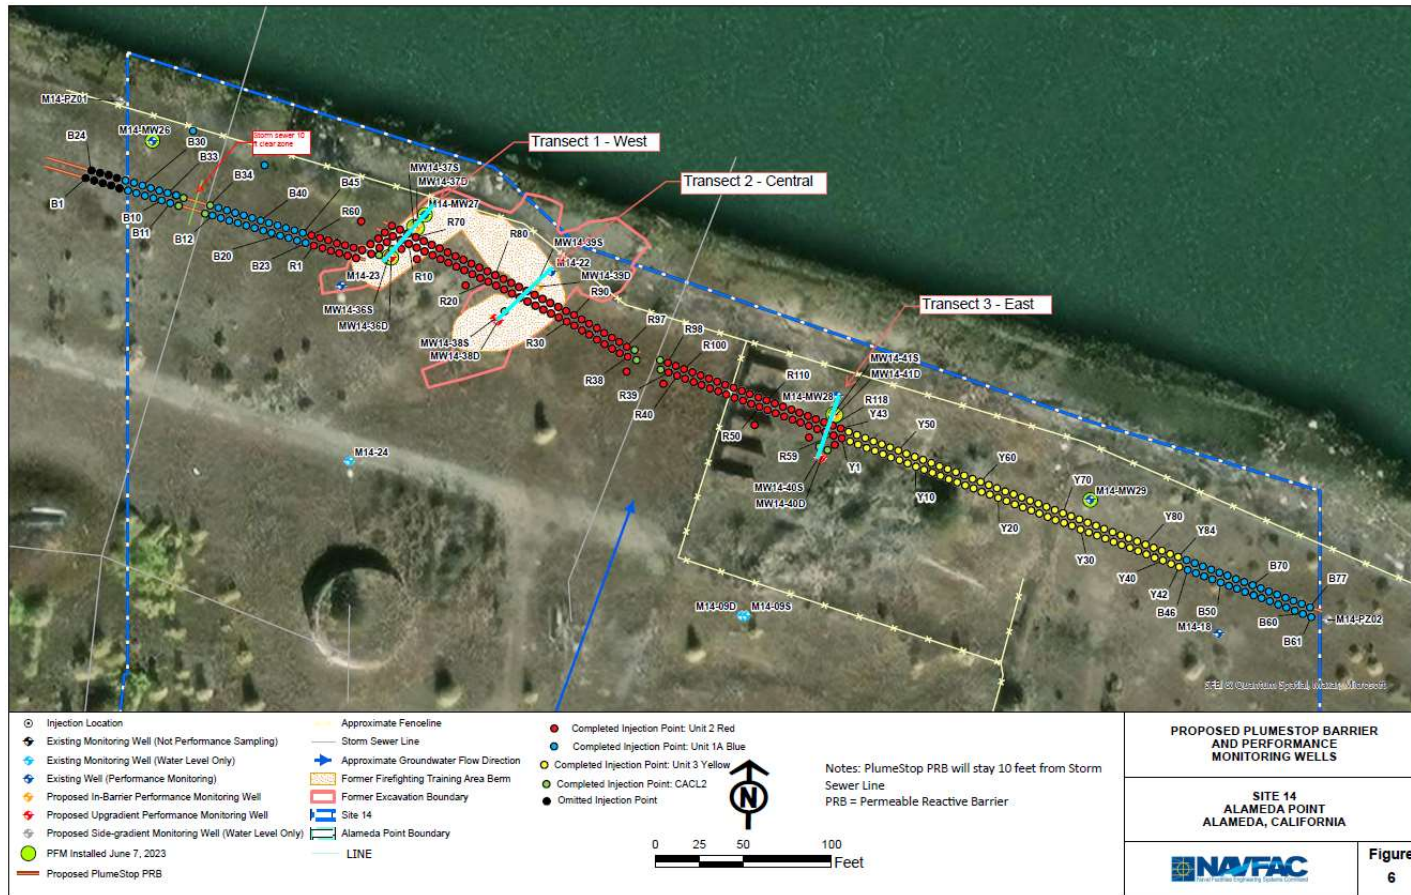 M14-PZ01
B24
M14-MW26
B30
B33
Storm sewer 10
ft clear zone
B34
B40
B45
R60
MW14-37S
MW14-37D
M14-MW27
R70
R80
Transect 1 - West
Transect 2 - Central
MW14-39S
M14-22
MW14-39D
R90
B1
B10
B11
B12
B20
B23
R1
M14-23
R10
R20
MW14-36S
MW14-36D
MW14-38S
MW14-38D
R30
R97
R98
R100
R38
R39
R40
Transect 3 - East
MW14-41S
MW14-41D
R110
M14-MW28
R118
Y43
Y50
R50
R59
Y1
MW14-40S
MW14-40D
Y10
Y60
Y20
Y70
M14-MW29
Y80
Y84
Y30
Y40
Y42
B46
B50
B70
B77
M14-PZ02
B60
B61
M14-18
M14-24
M14-09D
M14-09S
Injection Location
Existing Monitoring Well (Not Performance Sampling)
Existing Monitoring Well (Water Level Only)
Existing Well (Performance Monitoring)
Proposed In-Barrier Performance Monitoring Well
Proposed Upgradient Performance Monitoring Well
Proposed Side-gradient Monitoring Well (Water Level Only)
PFM Installed June 7, 2023
Proposed PlumeStop PRB
Approximate Fenceline
Storm Sewer Line
Approximate Groundwater Flow Direction
Former Firefighting Training Area Berm
Former Excavation Boundary
Site 14
Alameda Point Boundary
LINE
Completed Injection Point: Unit 2 Red
Completed Injection Point: Unit 1A Blue
Completed Injection Point: Unit 3 Yellow
Completed Injection Point: CACL2
Omitted Injection Point
N
0 25 50 100
Feet
Notes: PlumeStop PRB will stay 10 feet from Storm
Sewer Line
PRB = Permeable Reactive Barrier
PROPOSED PLUMESTOP BARRIER
AND PERFORMANCE
MONITORING WELLS
SITE 14
ALAMEDA POINT
ALAMEDA, CALIFORNIA
NAVFAC
Naval Facilities Engineering Systems Command
Figure
6